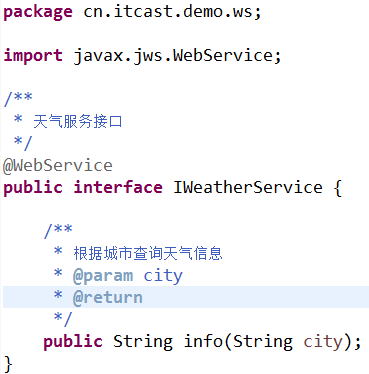 package cn.itcast.demo.ws;
import javax.jws.WebService;
/**
 * 天气服务接口
 */
@WebService
public interface IWeatherService {
    /**
     * 根据城市查询天气信息
     * @param city
     * @return
     */
    public String info(String city);
}